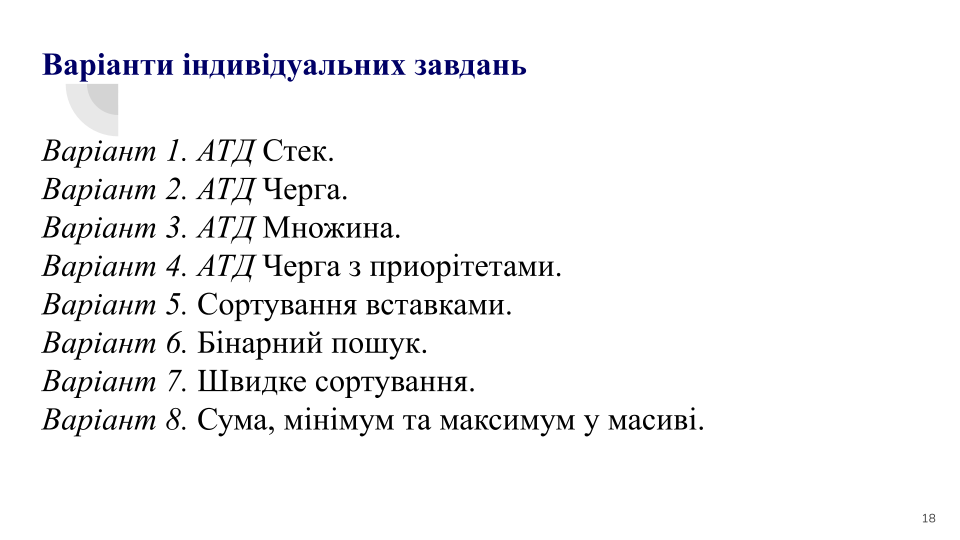 Варіанти індивідуальних завдань
Варіант 1. АТД Стек.
Варіант 2. АТД Черга.
Варіант 3. АТД Множина.
Варіант 4. АТД Черга з приорітетами.
Варіант 5. Сортування вставками.
Варіант 6. Бінарний пошук.
Варіант 7. Швидке сортування.
Варіант 8. Сума, мінімум та максимум у масиві.
18